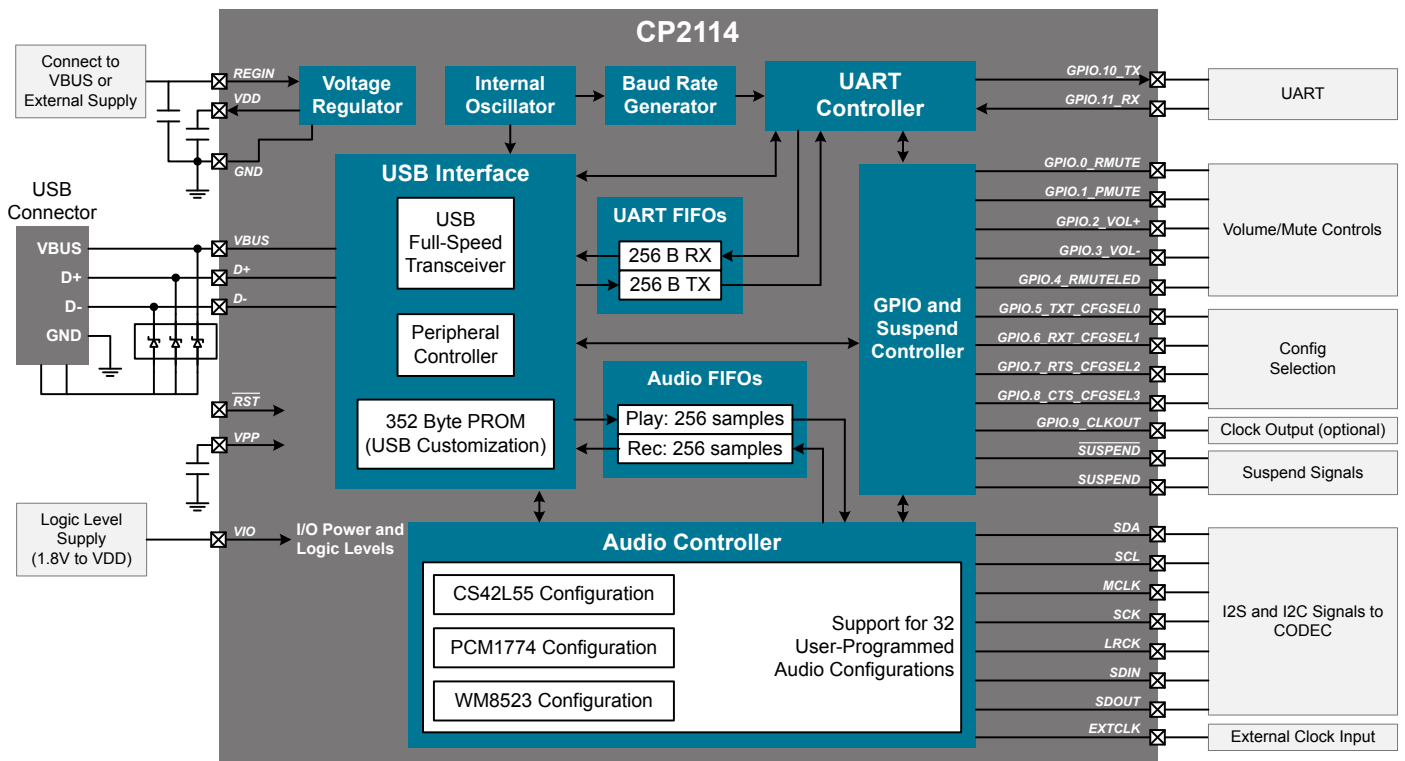 CP2114
Connect to
VBUS or
External Supply
REGIN
VDD
GND
Voltage
Regulator
Internal
Oscillator
Baud Rate
Generator
UART
Controller
GPIO.10_TX
GPIO.11_RX
UART
USB
Connector
VBUS
D+
D-
GND
VBUS
D+
D-
RST
VPP
USB Interface
USB
Full-Speed
Transceiver
Peripheral
Controller
352 Byte PROM
(USB Customization)
UART FIFOs
256 B RX
256 B TX
Audio FIFOs
Play: 256 samples
Rec: 256 samples
GPIO and
Suspend
Controller
GPIO.0_RMUTE
GPIO.1_PMUTE
GPIO.2_VOL+
GPIO.3_VOL-
GPIO.4_RMUTELED
Volume/Mute Controls
GPIO.5_TXT_CFGSEL0
GPIO.6_RXT_CFGSEL1
GPIO.7_RTS_CFGSEL2
GPIO.8_CTS_CFGSEL3
Config
Selection
GPIO.9_CLKOUT
Clock Output (optional)
SUSPEND
SUSPEND
Suspend Signals
Logic Level
Supply
(1.8V to VDD)
VIO
I/O Power and
Logic Levels
Audio Controller
CS42L55 Configuration
PCM1774 Configuration
WM8523 Configuration
Support for 32
User-Programmed
Audio Configurations
SDA
SCL
MCLK
SCK
LRCK
SDIN
SDOUT
I2S and I2C Signals to
CODEC
EXTCLK
External Clock Input